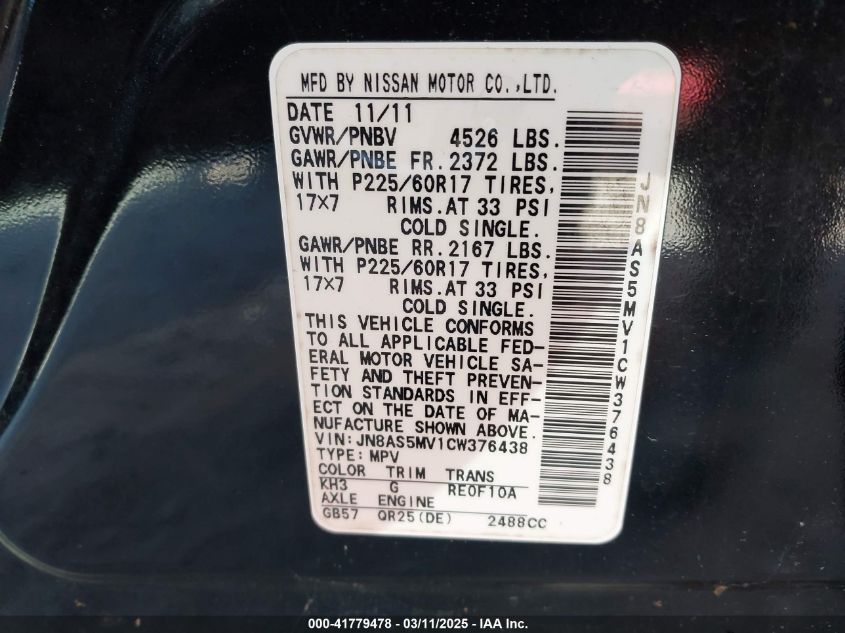 MFD BY NISSAN MOTOR CO.,LTD.
DATE 11/11
GVWR/PNBV 4526 LBS.
GAWR/PNBE FR. 2372 LBS.
WITH P225/60R17 TIRES,
17×7 RIMS.AT 33 PSI
COLD SINGLE.
GAWR/PNBE RR. 2167 LBS.
WITH P225/60R17 TIRES,
17×7 RIMS.AT 33 PSI
COLD SINGLE.
THIS VEHICLE CONFORMS
TO ALL APPLICABLE FED-
ERAL MOTOR VEHICLE SA-
FETY AND THEFT PREVEN-
TION STANDARDS IN EFF-
ECT ON THE DATE OF MA-
NUFACTURE SHOWN ABOVE.
VIN:JN8AS5MV1CW376438
TYPE:MPV
COLOR TRIM TRANS
KH3 G RE0F10A
AXLE ENGINE
GB57 QR25(DE) 2488CC
JN8AS5MV1CW376438
000-41779478 - 03/11/2025 - IAA Inc.